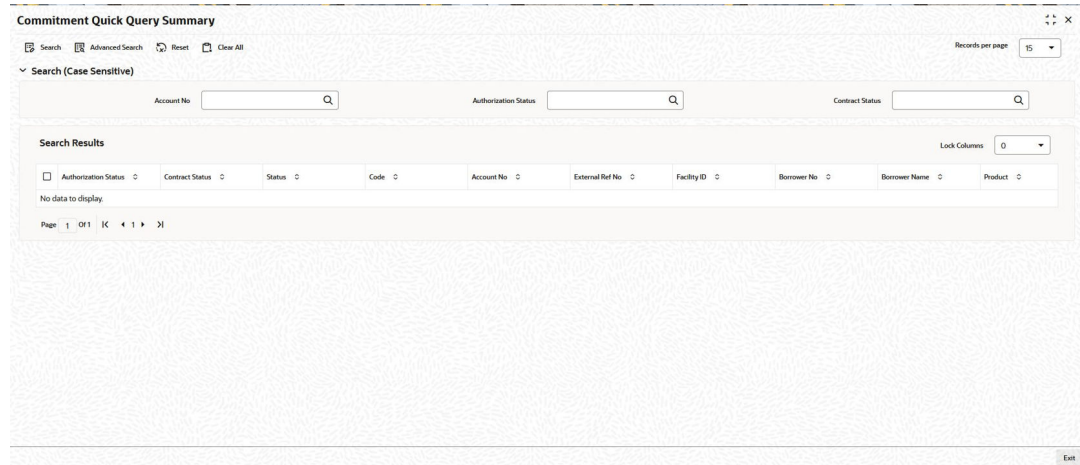 Commitment Quick Query Summary
Search Advanced Search Reset Clear All Records per page 15
Search (Case Sensitive)
Account No Authorization Status Contract Status
Search Results Lock Columns 0
Authorization Status Contract Status Status Code Account No External Ref No Facility ID Borrower No Borrower Name Product
No data to display.
Page 1 Of 1 1
Exit